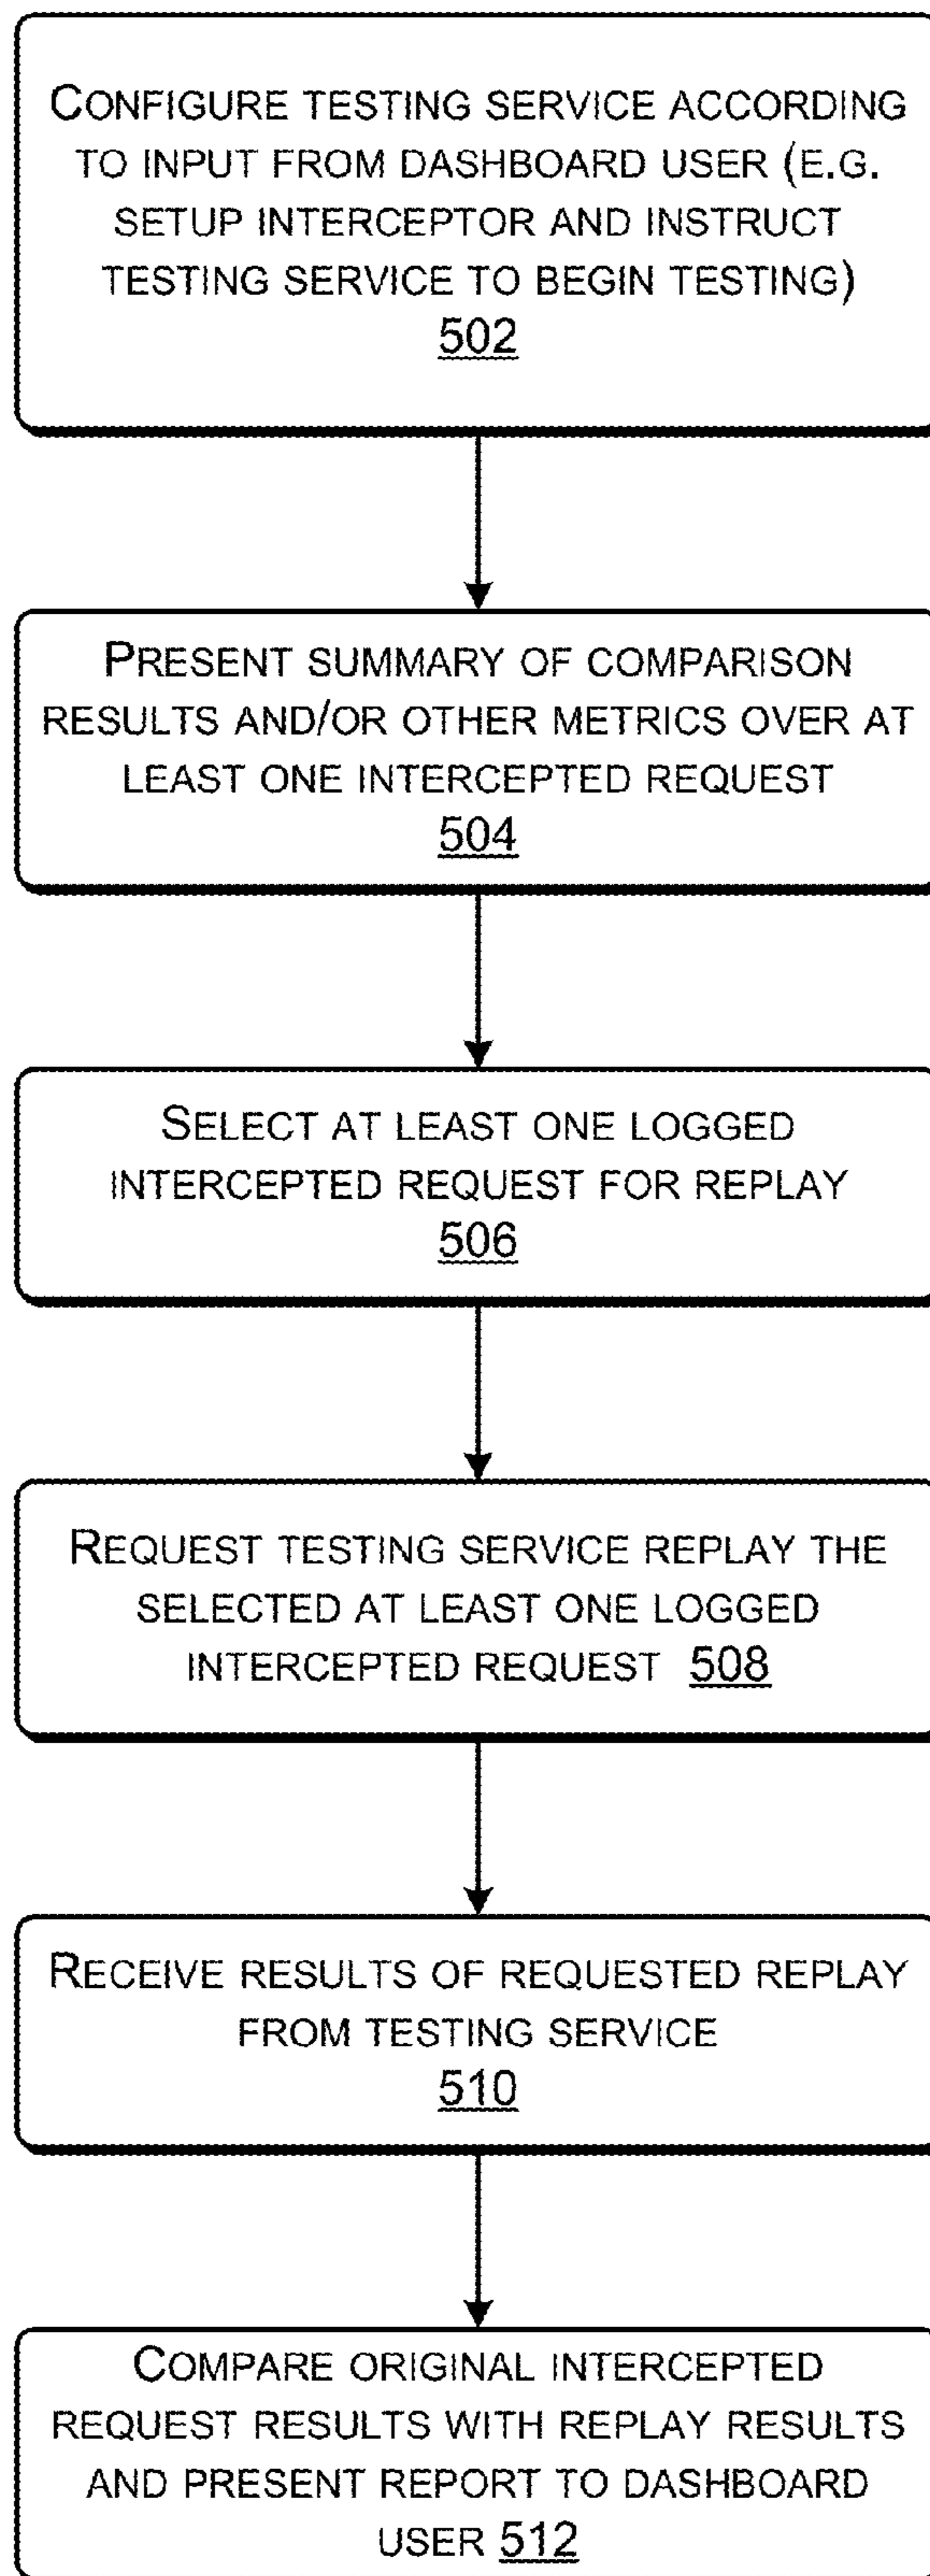 CONFIGURE TESTING SERVICE ACCORDING
TO INPUT FROM DASHBOARD USER (E.G.
SETUP INTERCEPTOR AND INSTRUCT
TESTING SERVICE TO BEGIN TESTING)
502
PRESENT SUMMARY OF COMPARISON
RESULTS AND/OR OTHER METRICS OVER AT
LEAST ONE INTERCEPTED REQUEST
504
SELECT AT LEAST ONE LOGGED
INTERCEPTED REQUEST FOR REPLAY
506
REQUEST TESTING SERVICE REPLAY THE
SELECTED AT LEAST ONE LOGGED
INTERCEPTED REQUEST 508
RECEIVE RESULTS OF REQUESTED REPLAY
FROM TESTING SERVICE
510
COMPARE ORIGINAL INTERCEPTED
REQUEST RESULTS WITH REPLAY RESULTS
AND PRESENT REPORT TO DASHBOARD
USER 512